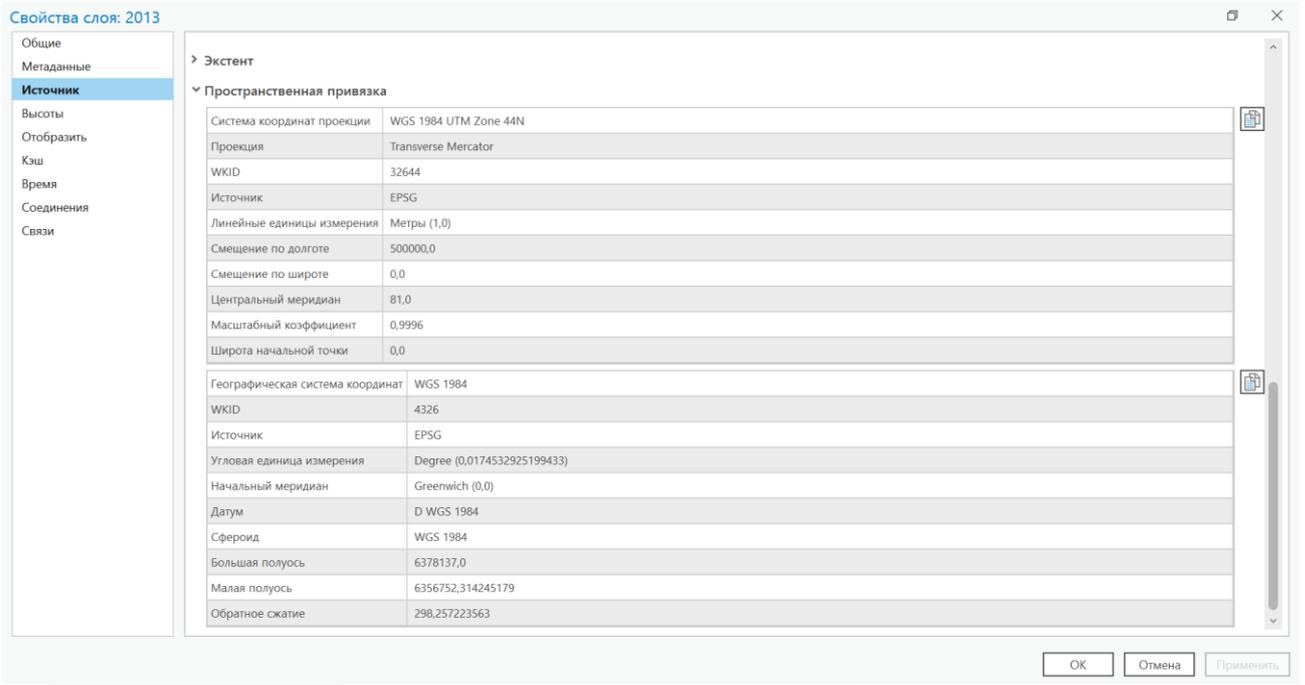 Свойства слоя: 2013
Общие
Метаданные
Источник
Высоты
Отобразить
Кэш
Время
Соединения
Связи
Экстент
Пространственная привязка
Система координат проекции WGS 1984 UTM Zone 44N
Проекция Transverse Mercator
WKID 32644
Источник EPSG
Линейные единицы измерения Метры (1,0)
Смещение по долготе 500000,0
Смещение по широте 0,0
Центральный меридиан 81,0
Масштабный коэффициент 0,9996
Широта начальной точки 0,0
Географическая система координат WGS 1984
WKID 4326
Источник EPSG
Угловая единица измерения Degree (0,0174532925199433)
Начальный меридиан Greenwich (0,0)
Датум D WGS 1984
Сфероид WGS 1984
Большая полуось 6378137,0
Малая полуось 6356752,314245179
Обратное сжатие 298,257223563
ОК Отмена Применить